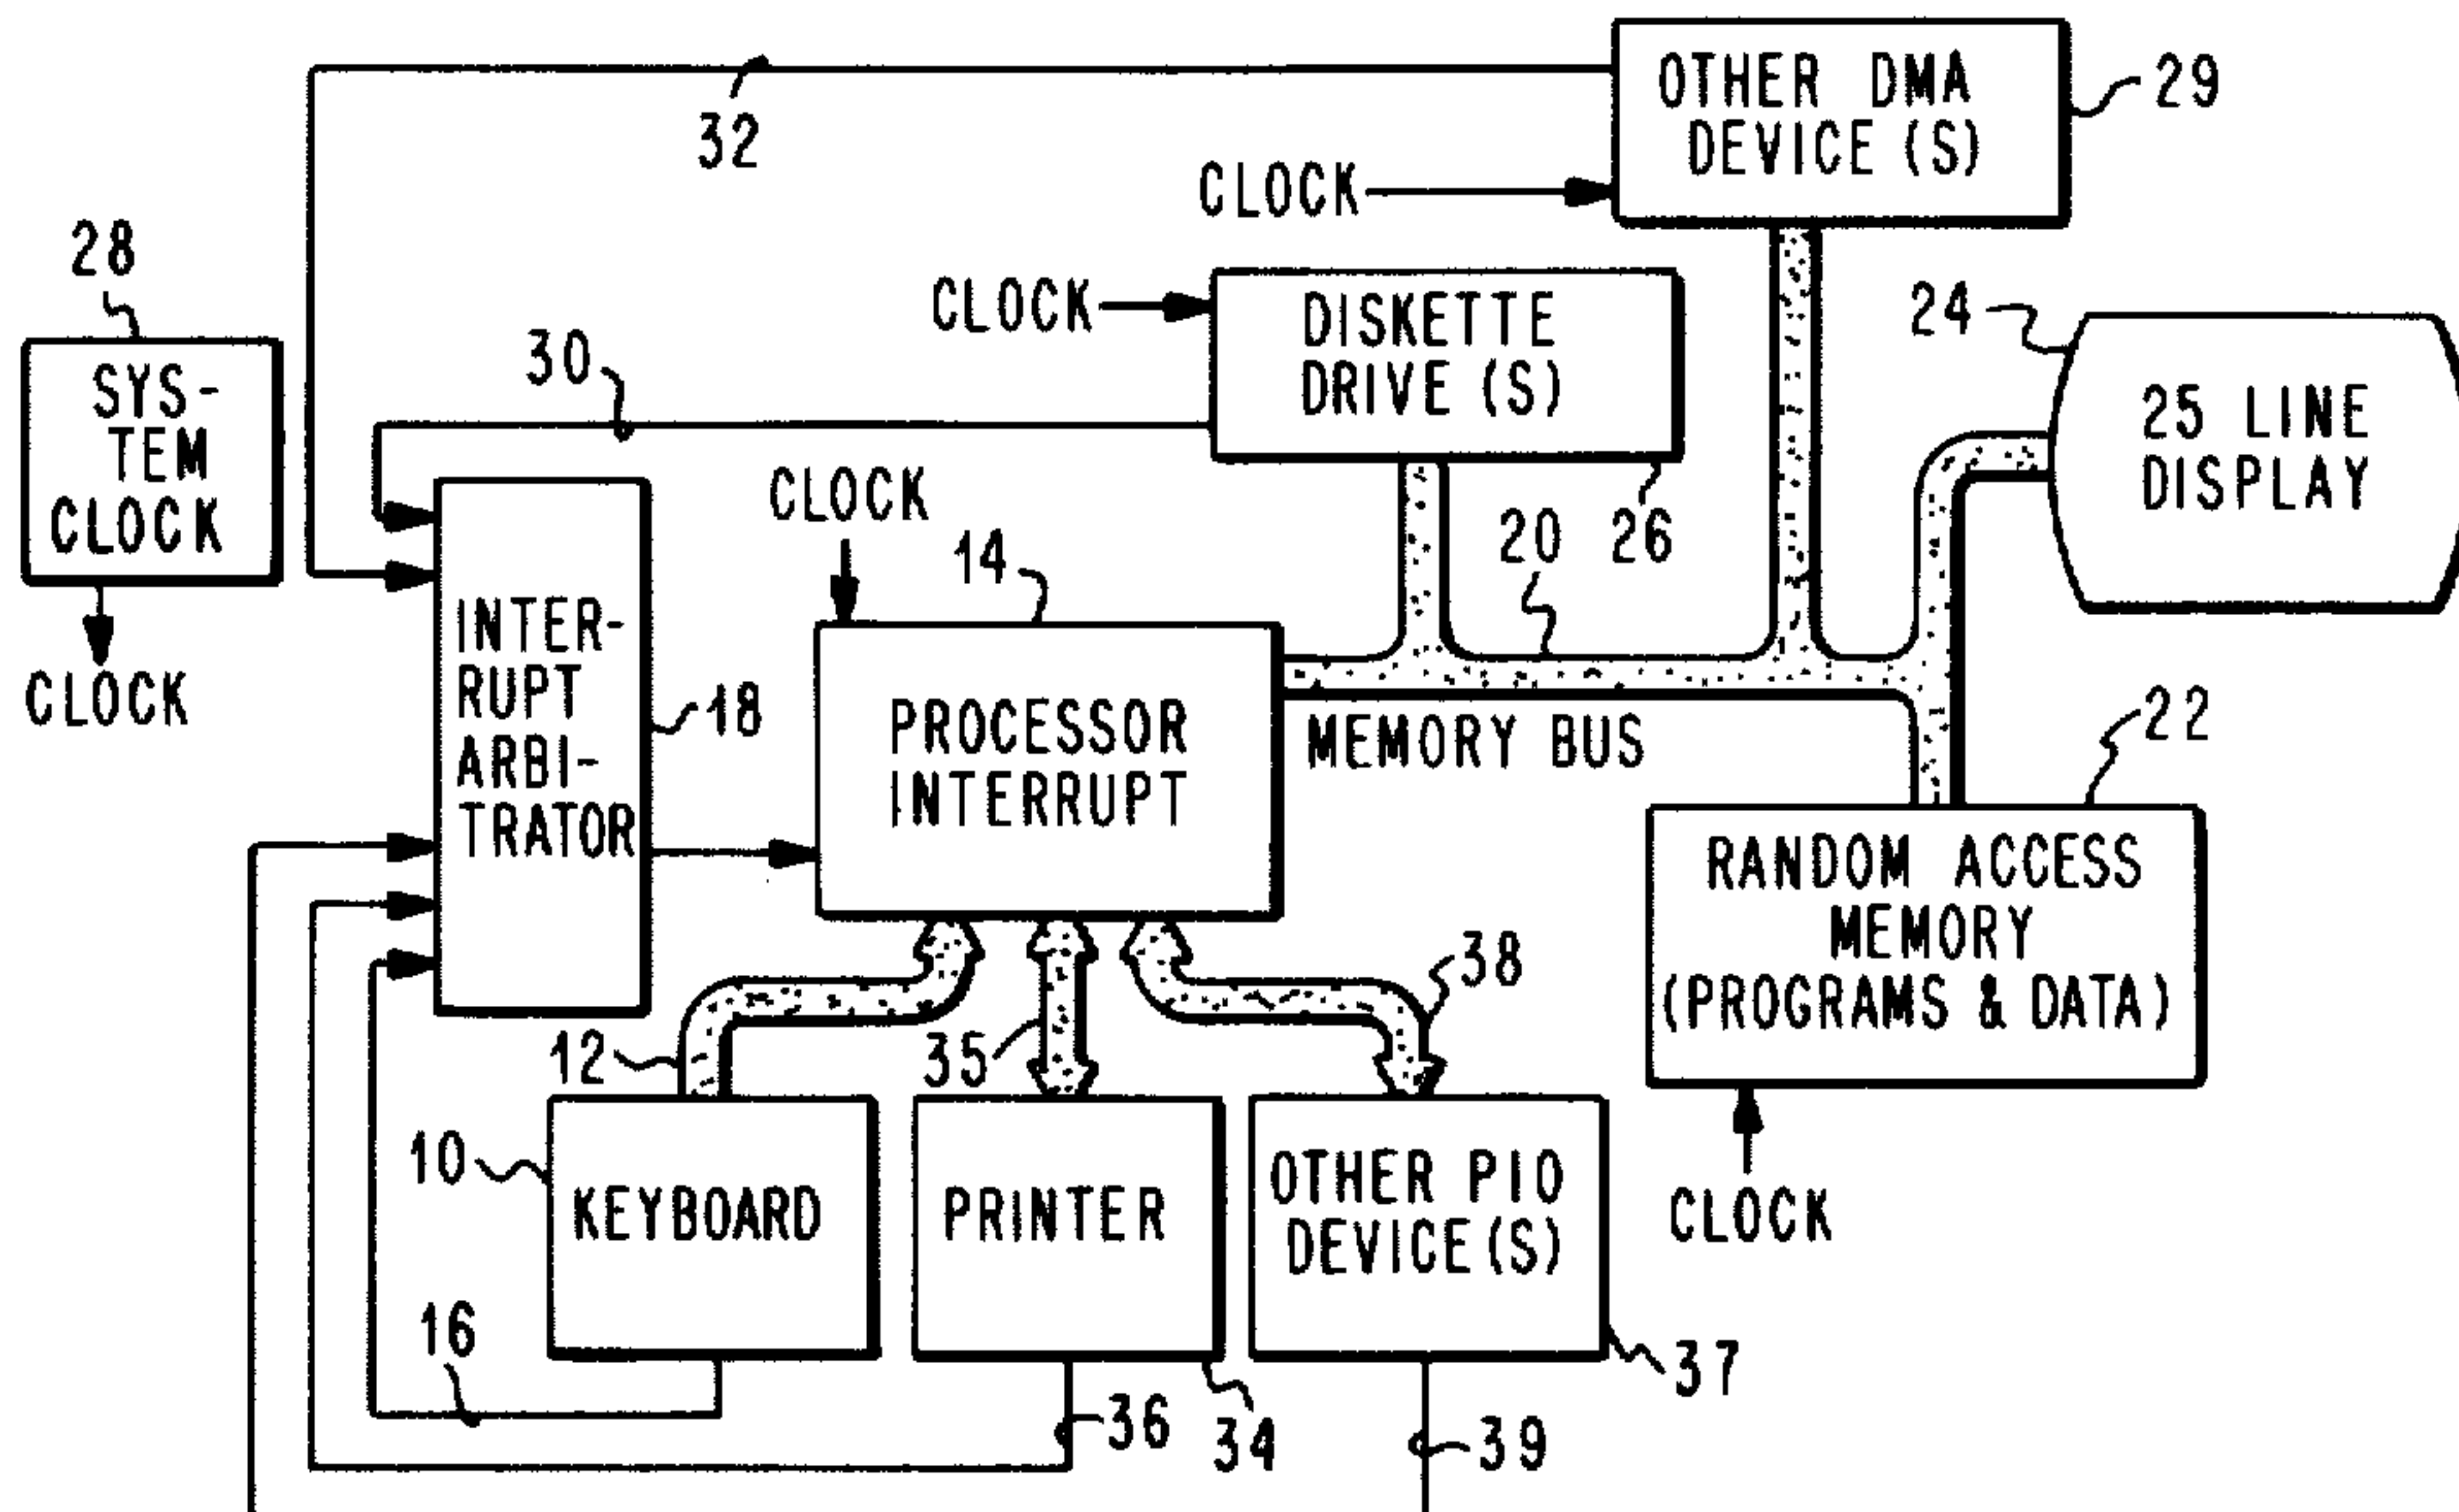 OTHER DMA
DEVICE (S)
29
32
CLOCK
28
SYS-
TEM
CLOCK
CLOCK
30
CLOCK
DISKETTE
DRIVE (S)
26
24
25 LINE
DISPLAY
CLOCK
14
20
INTER-
RUPT
ARBI-
TRATOR
18
PROCESSOR
INTERRUPT
MEMORY BUS
22
RANDOM ACCESS
MEMORY
(PROGRAMS & DATA)
CLOCK
12
35
38
10
KEYBOARD
PRINTER
OTHER PIO
DEVICE(S)
16
36
34
37
39